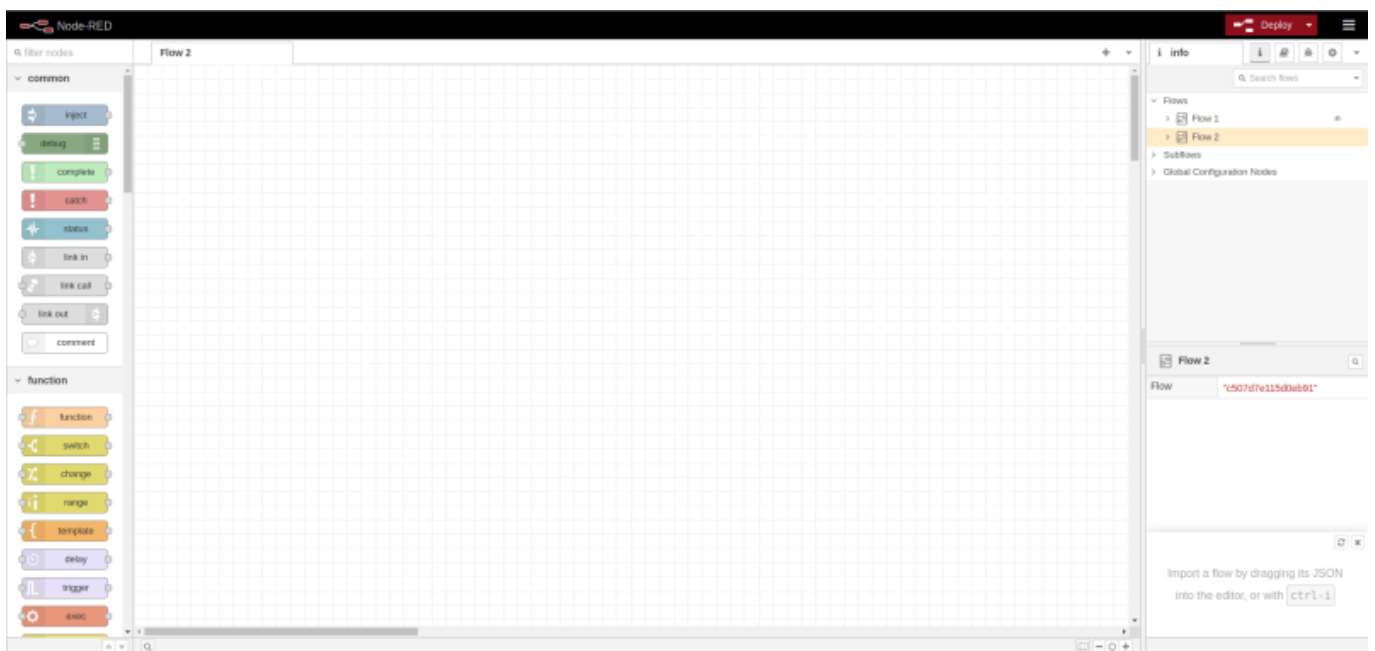 Node-RED
Deploy
filter nodes
Flow 2
info
common
Search flows
inject
Flows
Flow 1
debug
Flow 2
complete
Subflows
Global Configuration Nodes
catch
status
link in
link call
link out
comment
Flow 2
function
Flow
"c507d7e115d0eb91"
function
switch
change
range
template
delay
Import a flow by dragging its JSON
trigger
into the editor, or with ctrl-i
exec